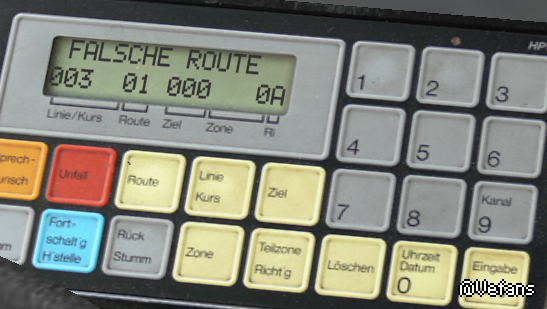 FALSCHE ROUTE
003 01 000 0A
Linie/Kurs Route Ziel Zone Ri
HP
1 2 3
4 5 6
7 8 Kanal 9
Unfall
Route
Linie
Kurs
Ziel
Fort-
schalt'g
H'stelle
Rück
Stumm
Zone
Teilzone
Richt'g
Löschen
Uhrzeit
Datum
0
Eingabe
@Vefans